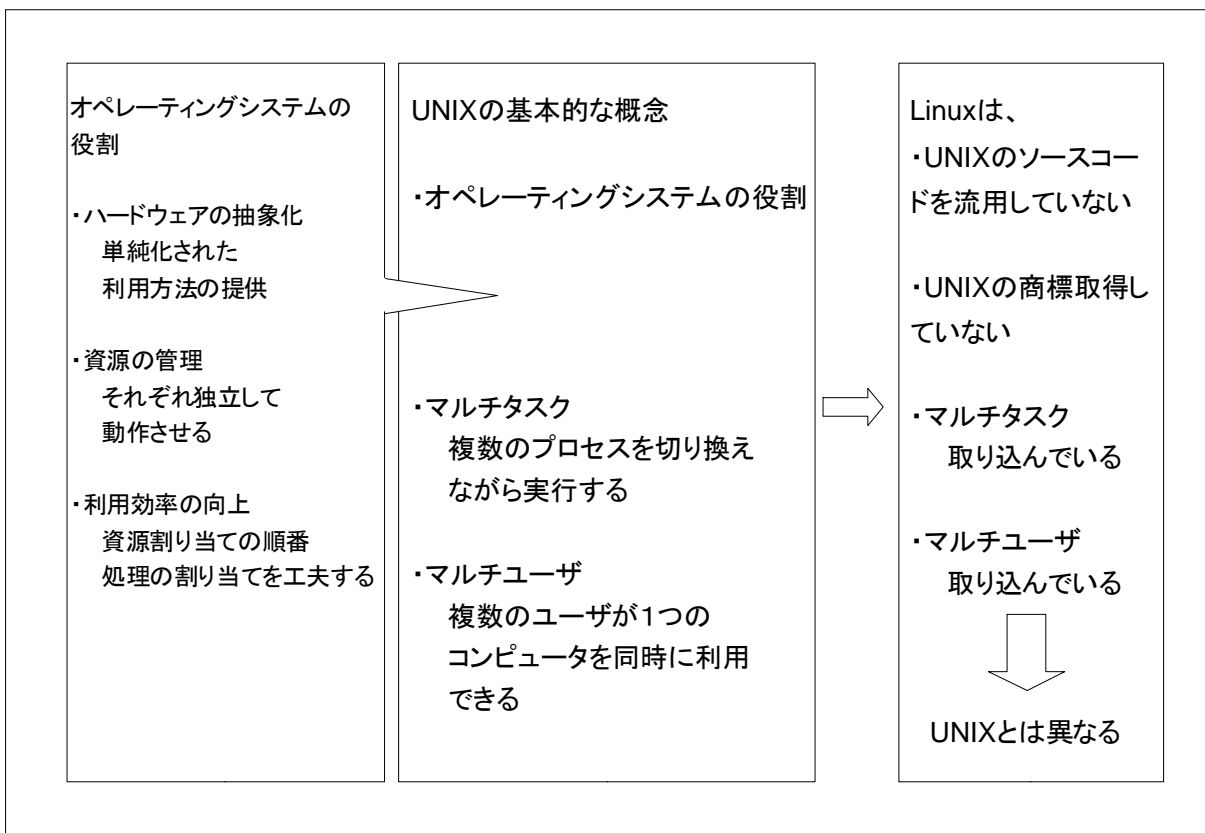 オペレーティングシステムの
役割
・ハードウェアの抽象化
単純化された
利用方法の提供
・資源の管理
それぞれ独立して
動作させる
・利用効率の向上
資源割り当ての順番
処理の割り当てを工夫する
UNIXの基本的な概念
・オペレーティングシステムの役割
・マルチタスク
複数のプロセスを切り換え
ながら実行する
・マルチユーザ
複数のユーザが1つの
コンピュータを同時に利用
できる
Linuxは、
・UNIXのソースコー
ドを流用していない
・UNIXの商標取得し
ていない
・マルチタスク
取り込んでいる
・マルチユーザ
取り込んでいる
UNIXとは異なる